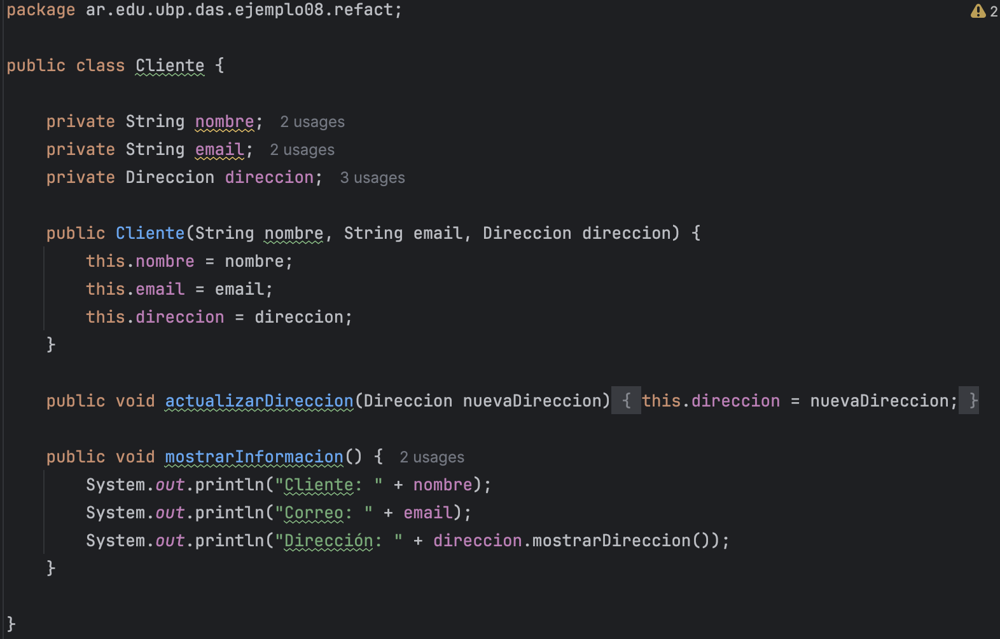 package ar.edu.ubp.das.ejemplo08.refact;
2
public class Cliente {
private String nombre; 2 usages
private String email; 2 usages
private Direccion direccion; 3 usages
public Cliente(String nombre, String email, Direccion direccion) {
this.nombre = nombre;
this.email = email;
this.direccion = direccion;
}
public void actualizarDireccion(Direccion nuevaDireccion) { this.direccion = nuevaDireccion; }
public void mostrarInformacion() { 2 usages
System.out.println("Cliente: " + nombre);
System.out.println("Correo: " + email);
System.out.println("Dirección: " + direccion.mostrarDireccion());
}
}